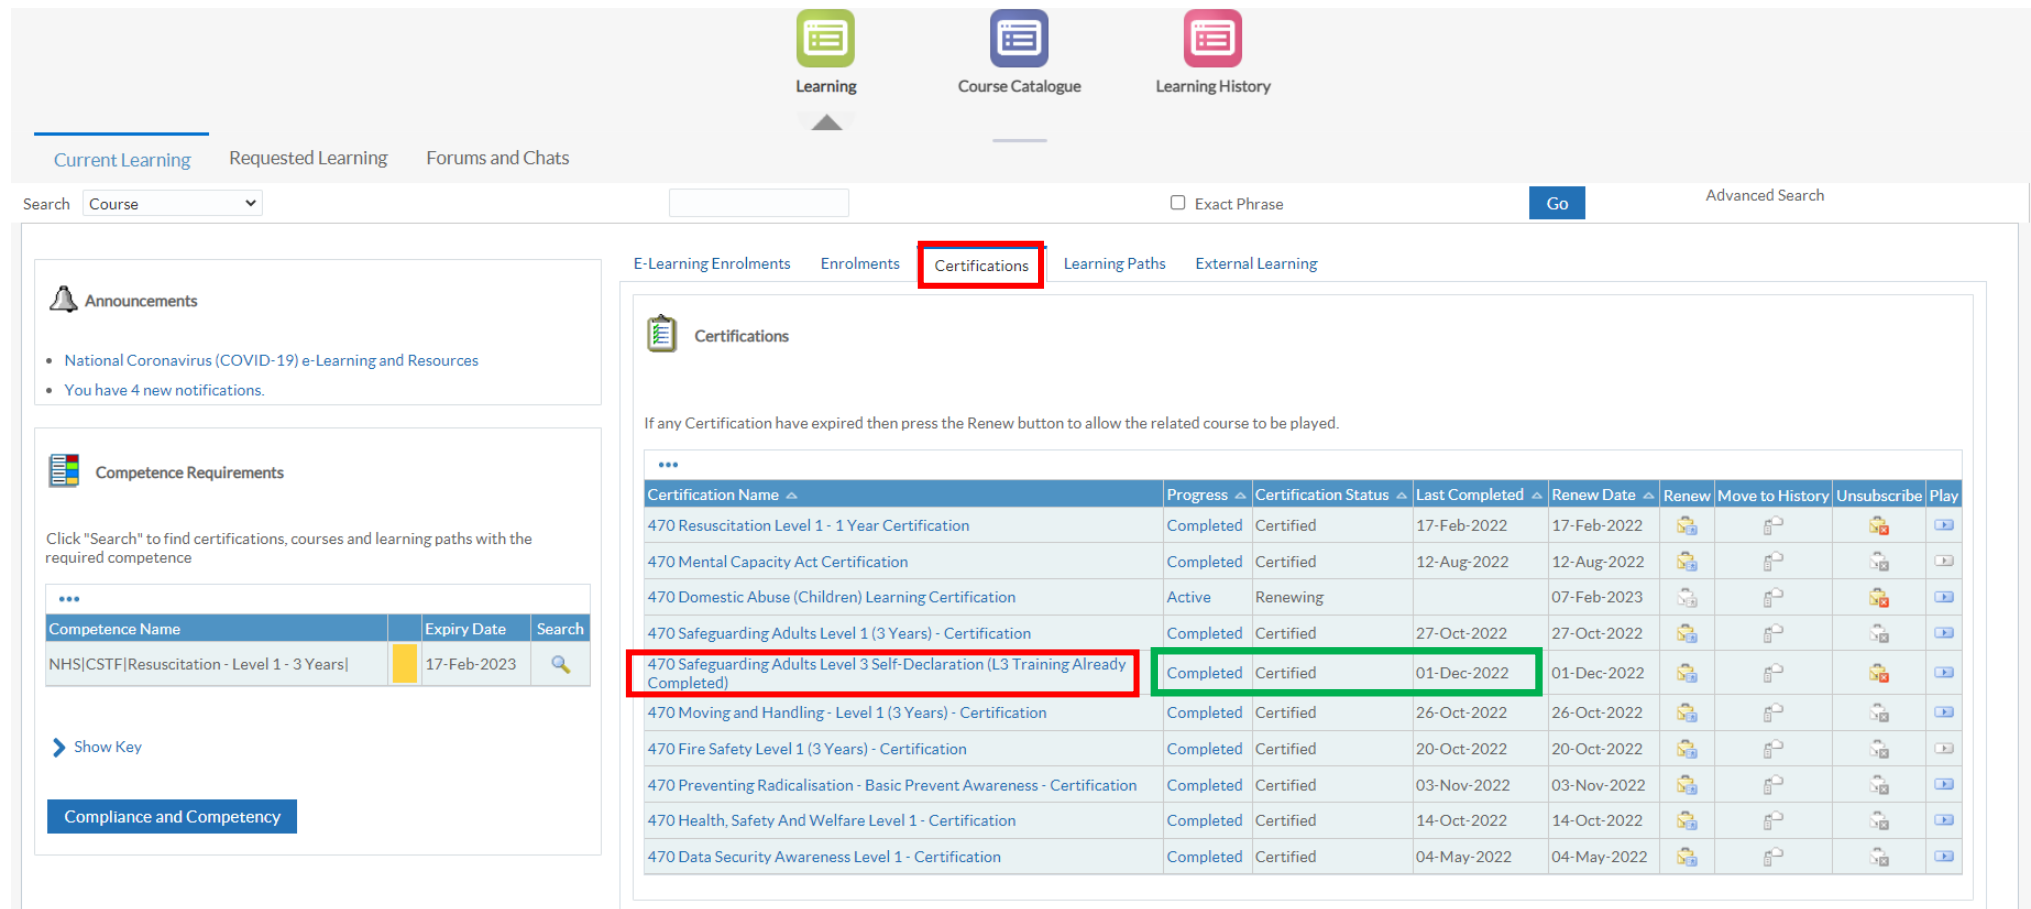 Learning
Course Catalogue
Learning History
Current Learning
Requested Learning
Forums and Chats
Search
Course
Exact Phrase
Go
Advanced Search
Announcements
National Coronavirus (COVID-19) e-Learning and Resources
You have 4 new notifications.
Competence Requirements
Click "Search" to find certifications, courses and learning paths with the
required competence
Competence Name Expiry Date Search
NHS|CSTF|Resuscitation - Level 1 - 3 Years| 17-Feb-2023
Show Key
Compliance and Competency
E-Learning Enrolments Enrolments Certifications Learning Paths External Learning
Certifications
If any Certification have expired then press the Renew button to allow the related course to be played.
Certification Name Progress Certification Status Last Completed Renew Date Renew Move to History Unsubscribe Play
470 Resuscitation Level 1 - 1 Year Certification Completed Certified 17-Feb-2022 17-Feb-2022
470 Mental Capacity Act Certification Completed Certified 12-Aug-2022 12-Aug-2022
470 Domestic Abuse (Children) Learning Certification Active Renewing 07-Feb-2023
470 Safeguarding Adults Level 1 (3 Years) - Certification Completed Certified 27-Oct-2022 27-Oct-2022
470 Safeguarding Adults Level 3 Self-Declaration (L3 Training Already
Completed) Completed Certified 01-Dec-2022 01-Dec-2022
470 Moving and Handling - Level 1 (3 Years) - Certification Completed Certified 26-Oct-2022 26-Oct-2022
470 Fire Safety Level 1 (3 Years) - Certification Completed Certified 20-Oct-2022 20-Oct-2022
470 Preventing Radicalisation - Basic Prevent Awareness - Certification Completed Certified 03-Nov-2022 03-Nov-2022
470 Health, Safety And Welfare Level 1 - Certification Completed Certified 14-Oct-2022 14-Oct-2022
470 Data Security Awareness Level 1 - Certification Completed Certified 04-May-2022 04-May-2022